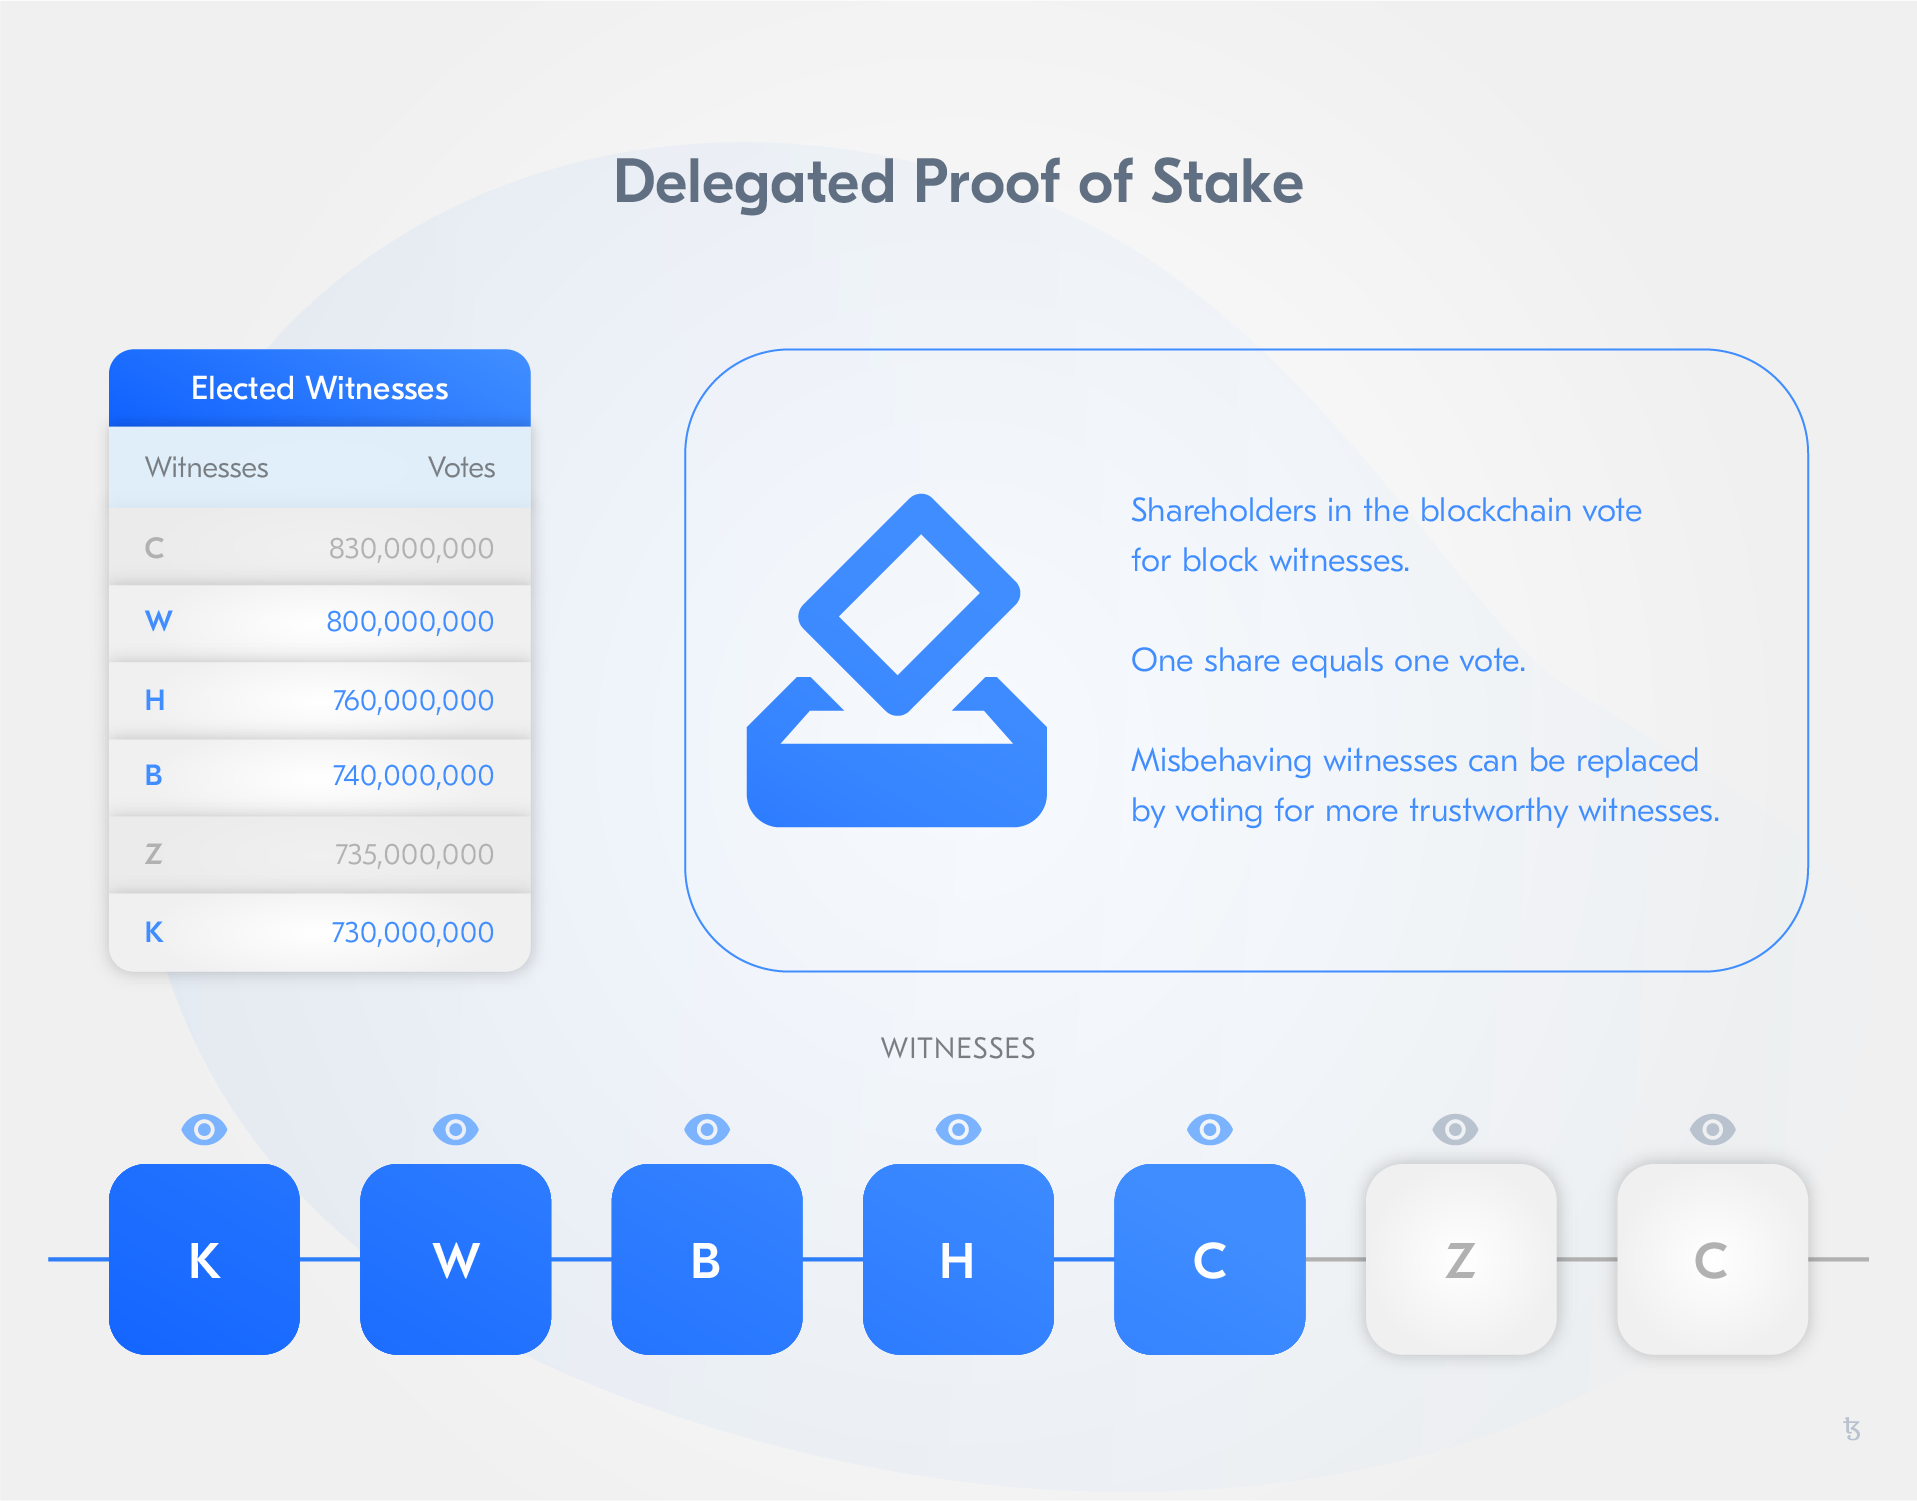 Delegated Proof of Stake
Elected Witnesses
Witnesses Votes
C 830,000,000
W 800,000,000
H 760,000,000
B 740,000,000
Z 735,000,000
K 730,000,000
Shareholders in the blockchain vote
for block witnesses.
One share equals one vote.
Misbehaving witnesses can be replaced
by voting for more trustworthy witnesses.
WITNESSES
K W B H C Z C
ꜩ